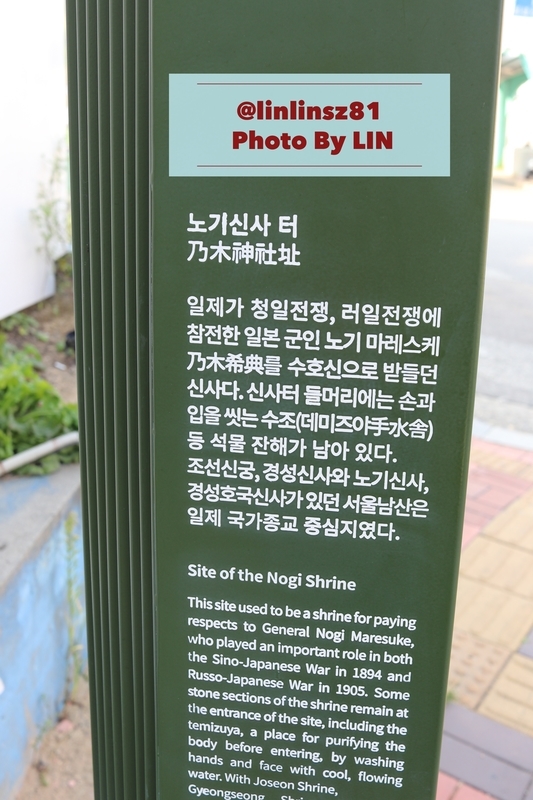 @linlinsz81
Photo By LIN
노기신사 터
乃木神社址
일제가 청일전쟁, 러일전쟁에
참전한 일본 군인 노기 마레스케
乃木希典를 수호신으로 받들던
신사다. 신사터 들머리에는 손과
입을 씻는 수조(데미즈야手水舍)
등 석물 잔해가 남아 있다.
조선신궁, 경성신사와 노기신사,
경성호국신사가 있던 서울남산은
일제 국가종교 중심지였다.
Site of the Nogi Shrine
This site used to be a shrine for paying
respects to General Nogi Maresuke,
who played an important role in both
the Sino-Japanese War in 1894 and
Russo-Japanese War in 1905. Some
stone sections of the shrine remain at
the entrance of the site, including the
temizuya, a place for purifying the
body before entering, by washing
hands and face with cool, flowing
water. With Joseon Shrine,
Gyeongseong